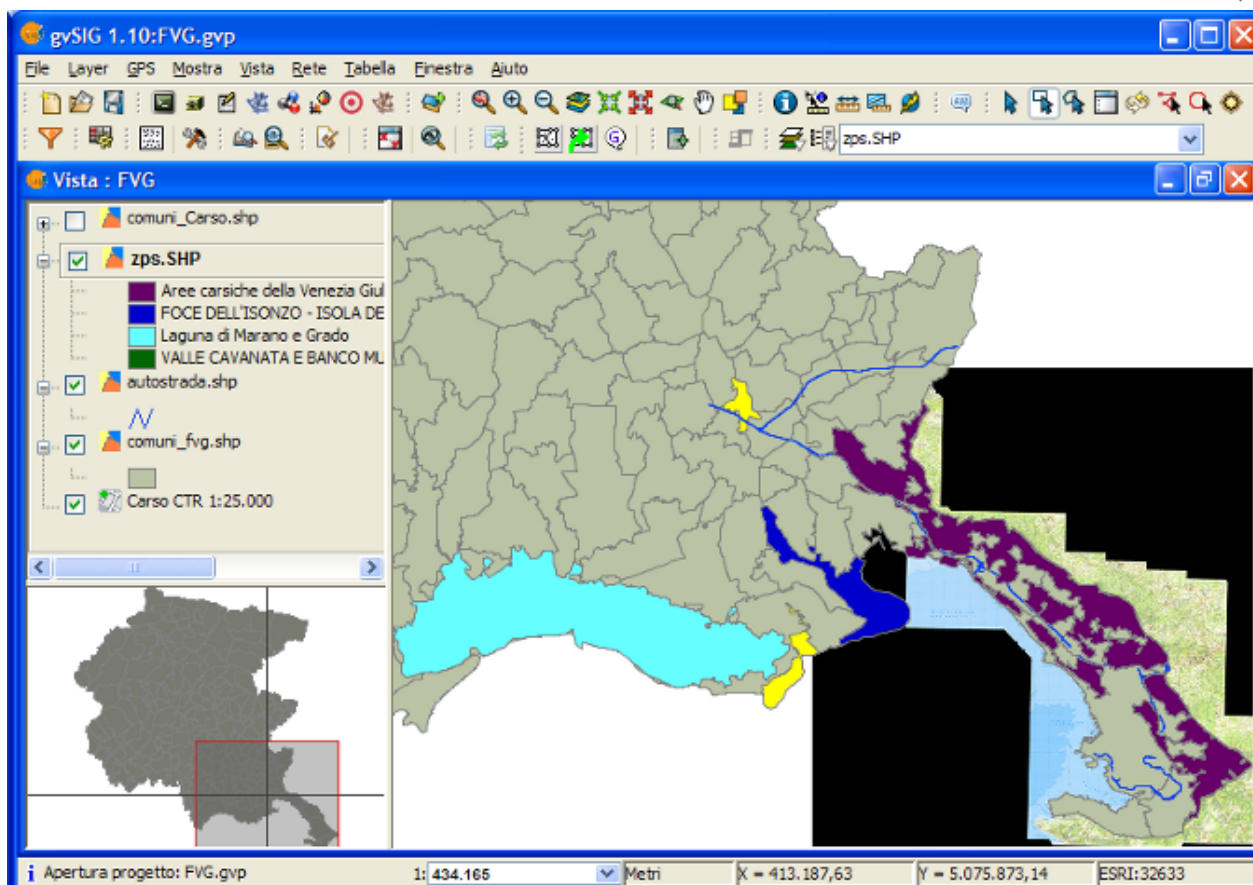 gvSIG 1.10:FVG.gvp
File Layer GPS Mostra Vista Rete Tabella Finestra Aiuto
zps.SHP
Vista : FVG
comuni_Carso.shp
zps.SHP
Aree carsiche della Venezia Giul
FOCE DELL'ISONZO - ISOLA DE
Laguna di Marano e Grado
VALLE CAVANATA E BANCO MU
autostrada.shp
comuni_fvg.shp
Carso CTR 1:25.000
Apertura progetto: FVG.gvp
1: 434.165
Metri
X = 413.187,63
Y = 5.075.873,14
ESRI:32633